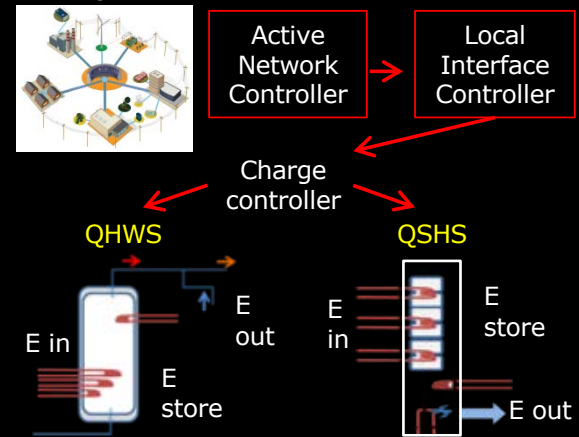 Active
Network
Controller
Local
Interface
Controller
Charge
controller
QHWS
QSHS
E in
E
out
E
store
E
in
E
store
E out